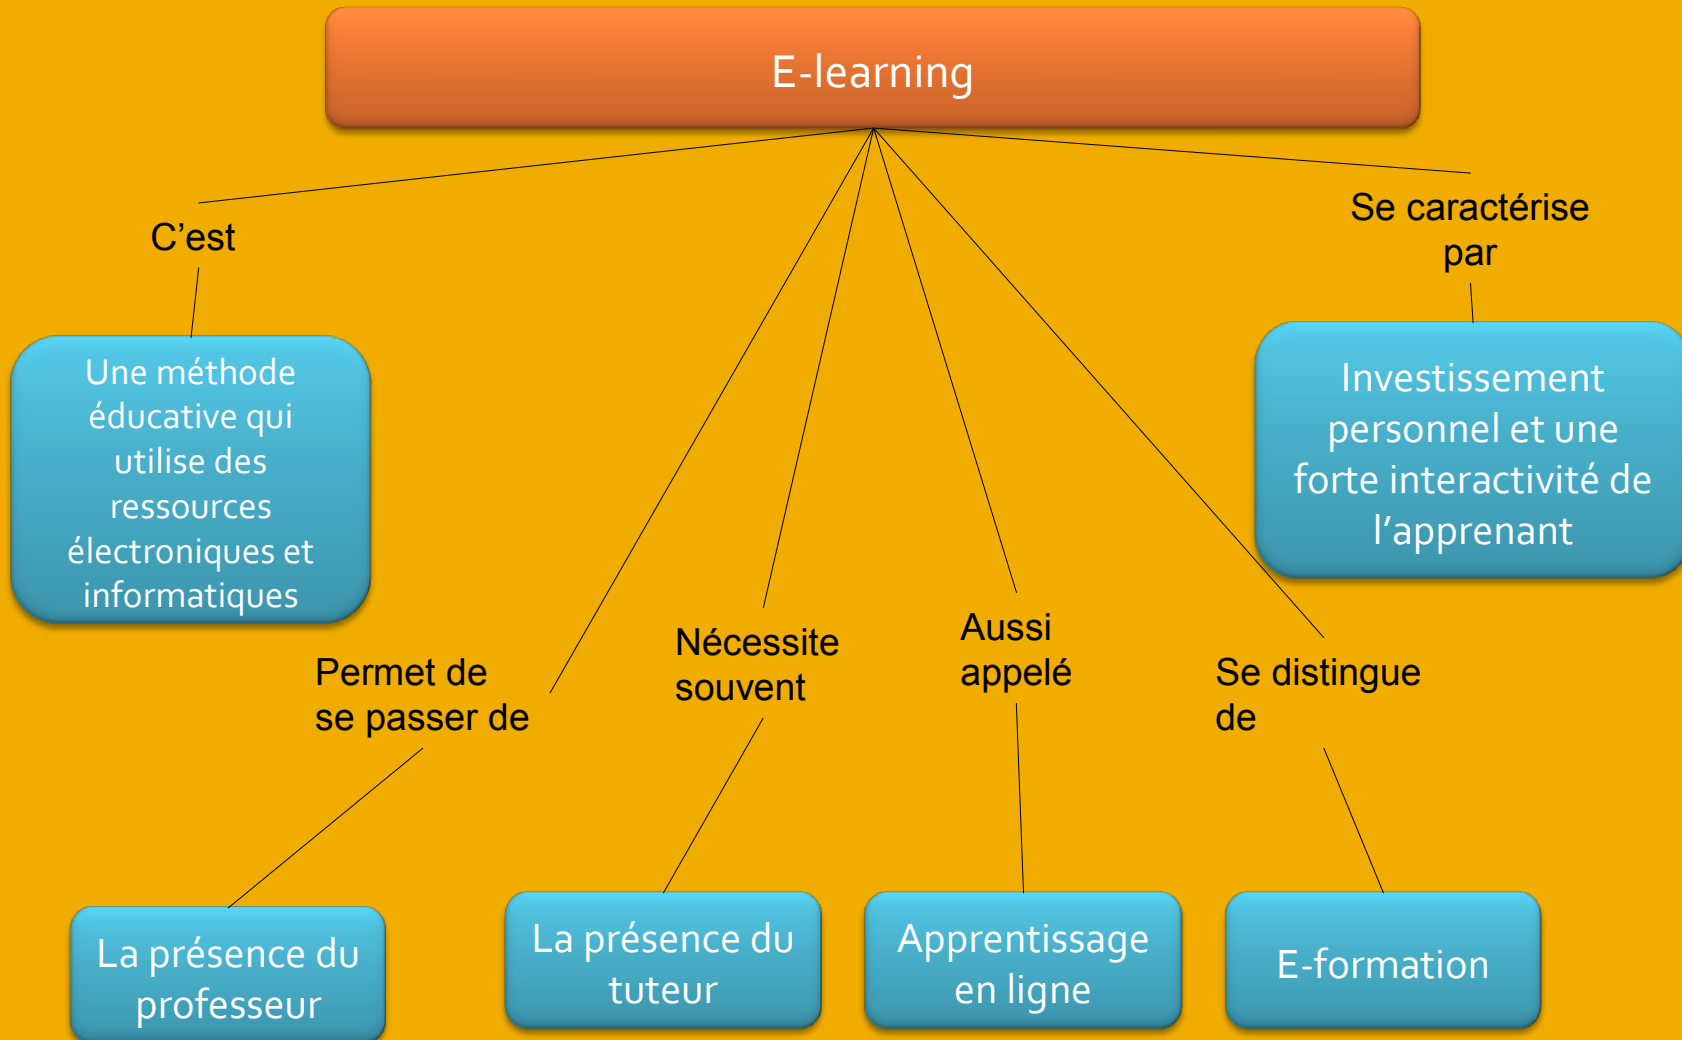 E-learning
C’est
Se caractérise
par
Une méthode
éducative qui
utilise des
ressources
électroniques et
informatiques
Investissement
personnel et une
forte interactivité de
l’apprenant
Permet de
se passer de
Nécessite
souvent
Aussi
appelé
Se distingue
de
La présence du
professeur
La présence du
tuteur
Apprentissage
en ligne
E-formation